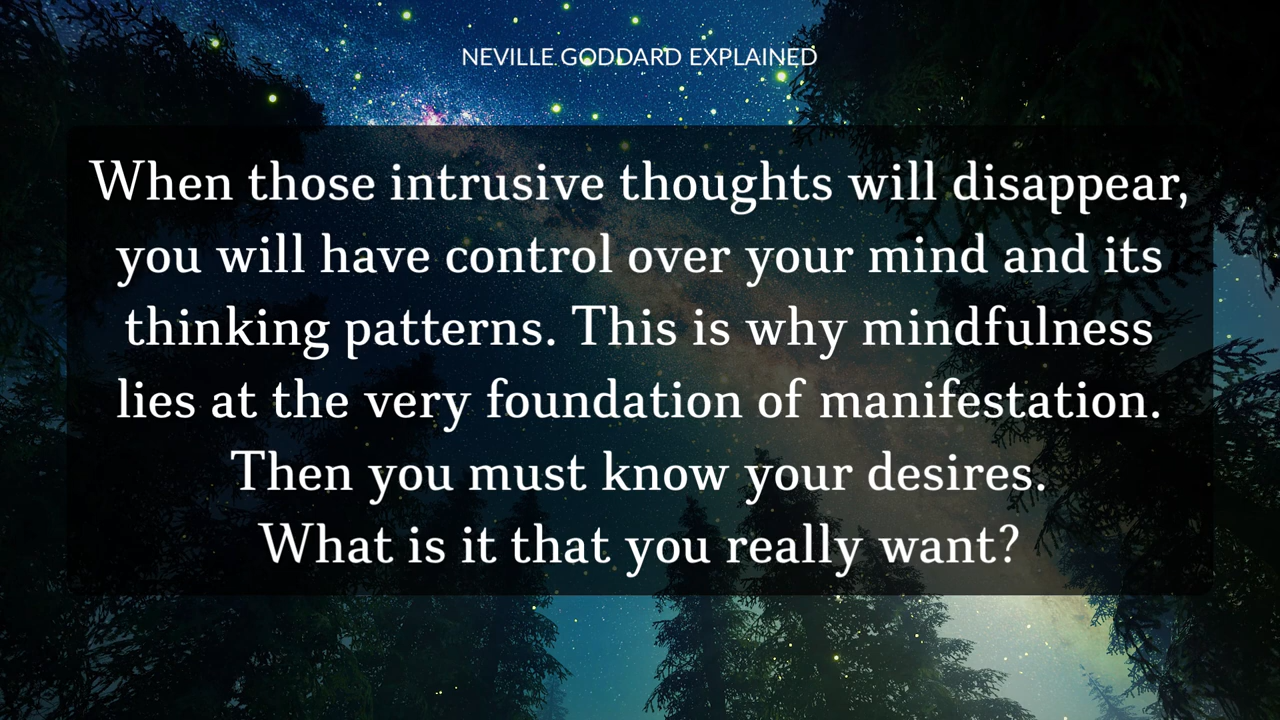 NEVILLE GODDARD EXPLAINED
When those intrusive thoughts will disappear,
you will have control over your mind and its
thinking patterns. This is why mindfulness
lies at the very foundation of manifestation.
Then you must know your desires.
What is it that you really want?